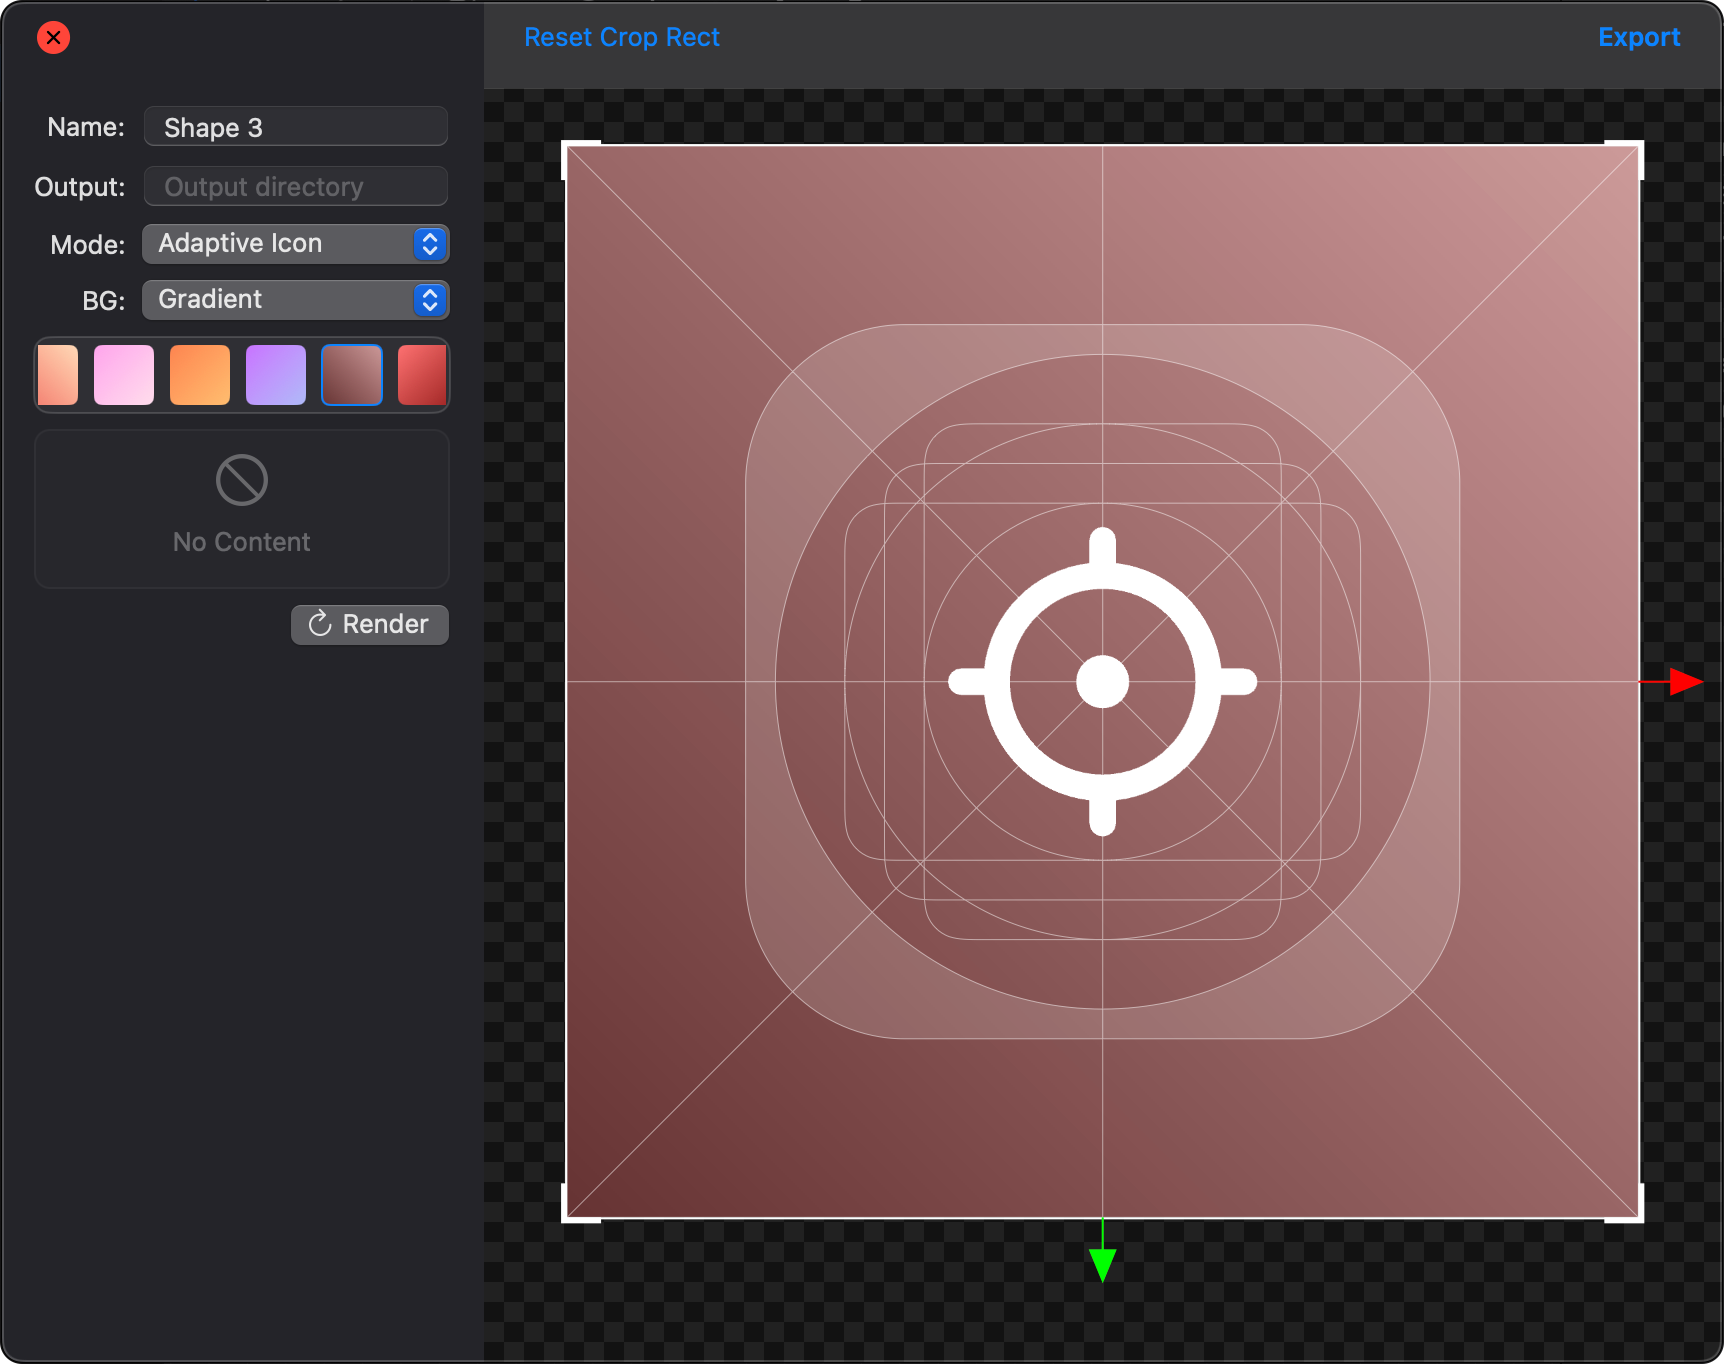 Reset Crop Rect
Export
Name: Shape 3
Output: Output directory
Mode: Adaptive Icon
BG: Gradient
No Content
Render